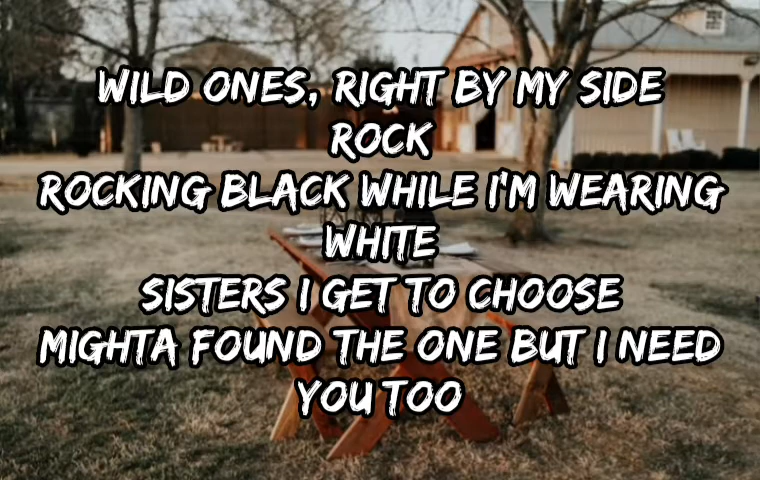 WILD ONES, RIGHT BY MY SIDE
ROCK
ROCKING BLACK WHILE I'M WEARING
WHITE
SISTERS I GET TO CHOOSE
MIGHTA FOUND THE ONE BUT I NEED
YOU TOO